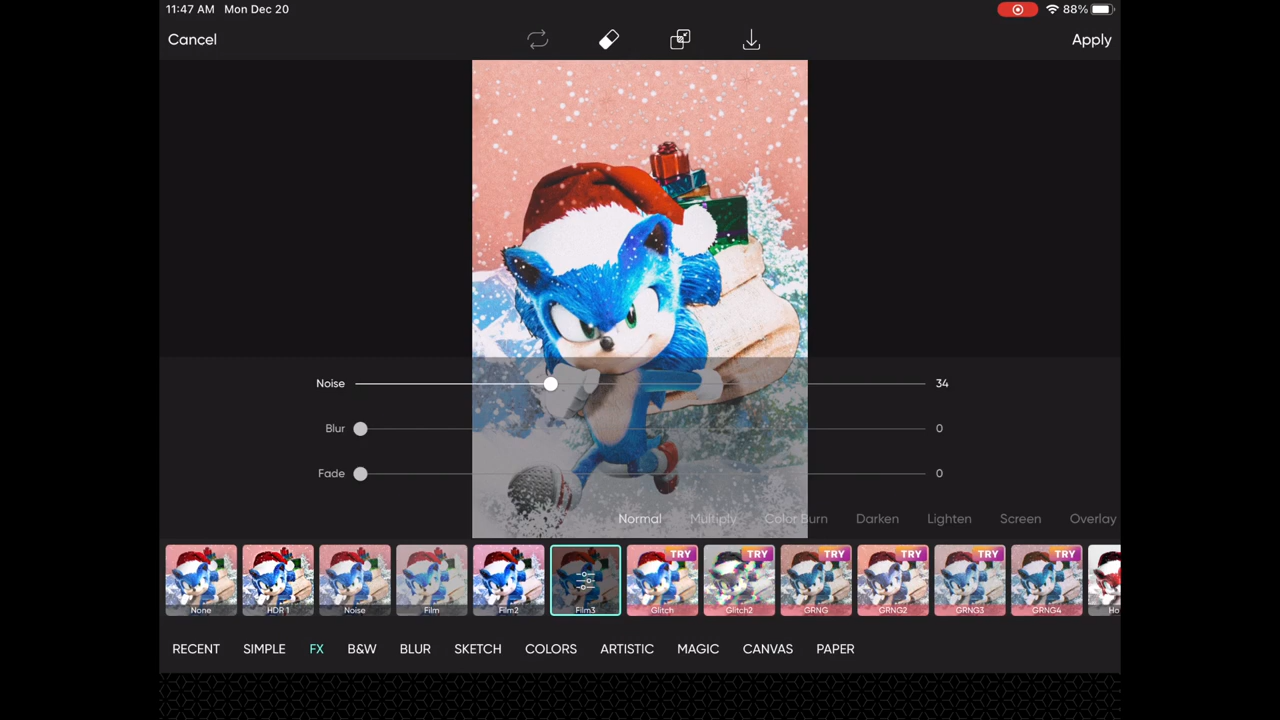 11:47 AM Mon Dec 20
88%
Cancel
Apply
Noise 34
Blur 0
Fade 0
Normal Multiply Color Burn Darken Lighten Screen Overlay
TRY TRY TRY TRY TRY TRY
None HDR 1 Noise Film Film2 Film3 Glitch Glitch2 GRNG GRNG2 GRNG3 GRNG4 Ho
RECENT SIMPLE FX B&W BLUR SKETCH COLORS ARTISTIC MAGIC CANVAS PAPER